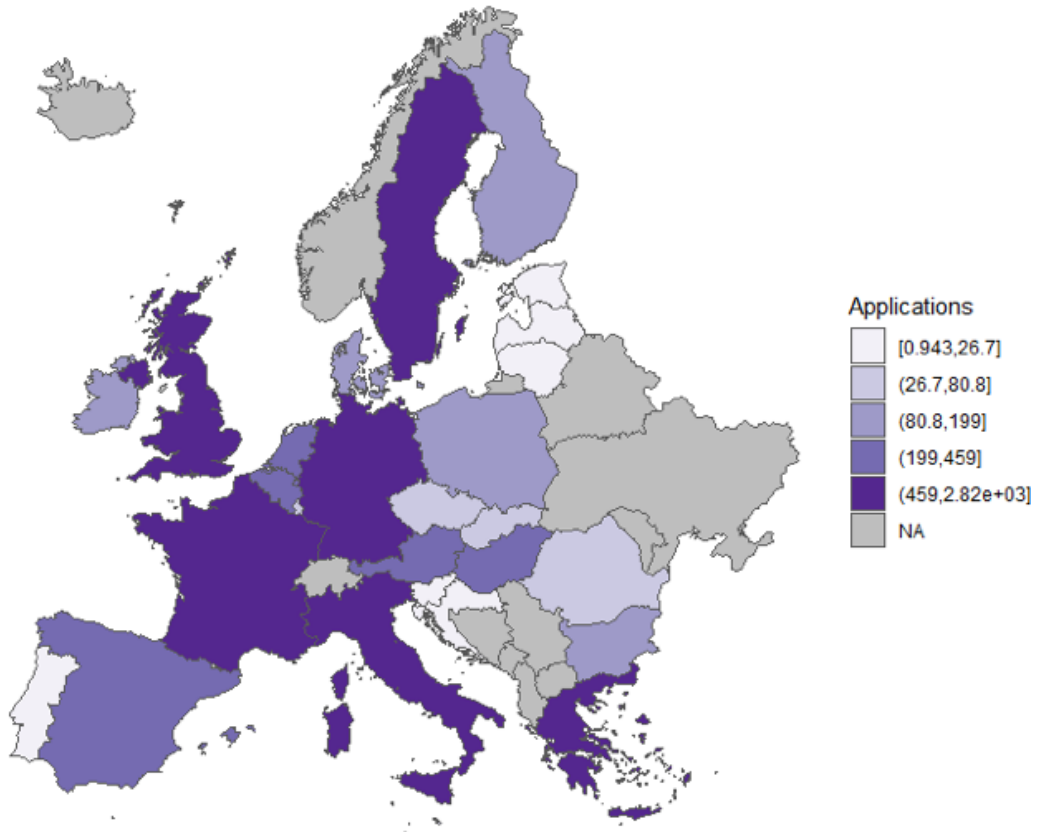 Applications
[0.943,26.7]
(26.7,80.8]
(80.8,199]
(199,459]
(459,2.82e+03]
NA